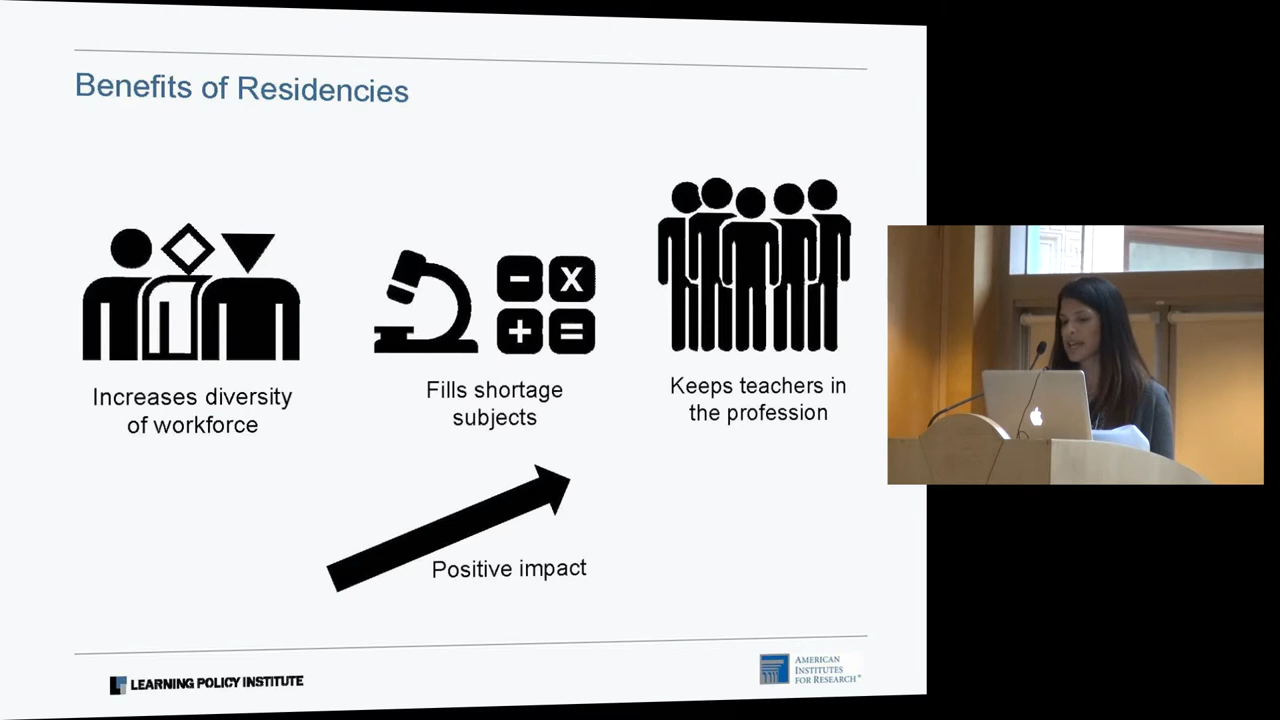 Benefits of Residencies
Increases diversity
of workforce
- x
+ =
Fills shortage
subjects
Keeps teachers in
the profession
Positive impact
LEARNING POLICY INSTITUTE
AMERICAN
INSTITUTES
FOR RESEARCH®